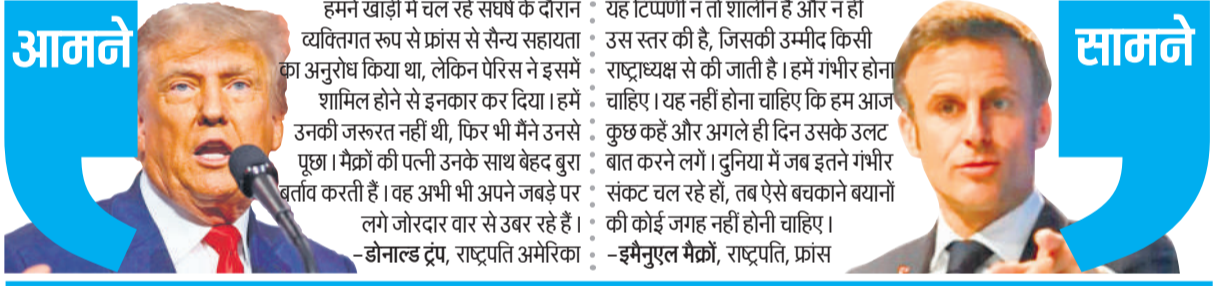 आमने
हमने खाड़ी में चल रहे संघर्ष के दौरान
व्यक्तिगत रूप से फ्रांस से सैन्य सहायता
का अनुरोध किया था, लेकिन पेरिस ने इसमें
शामिल होने से इनकार कर दिया। हमें
उनकी जरूरत नहीं थी, फिर भी मैंने उनसे
पूछा। मैक्रों की पत्नी उनके साथ बेहद बुरा
बर्ताव करती हैं। वह अभी भी अपने जबड़े पर
लगे जोरदार वार से उबर रहे हैं।
-डोनाल्ड ट्रंप, राष्ट्रपति अमेरिका
यह टिप्पणी न तो शालीन है और न ही
उस स्तर की है, जिसकी उम्मीद किसी
राष्ट्राध्यक्ष से की जाती है। हमें गंभीर होना
चाहिए। यह नहीं होना चाहिए कि हम आज
कुछ कहें और अगले ही दिन उसके उलट
बात करने लगें। दुनिया में जब इतने गंभीर
संकट चल रहे हों, तब ऐसे बचकाने बयानों
की कोई जगह नहीं होनी चाहिए।
-इमैनुएल मैक्रों, राष्ट्रपति, फ्रांस
सामने